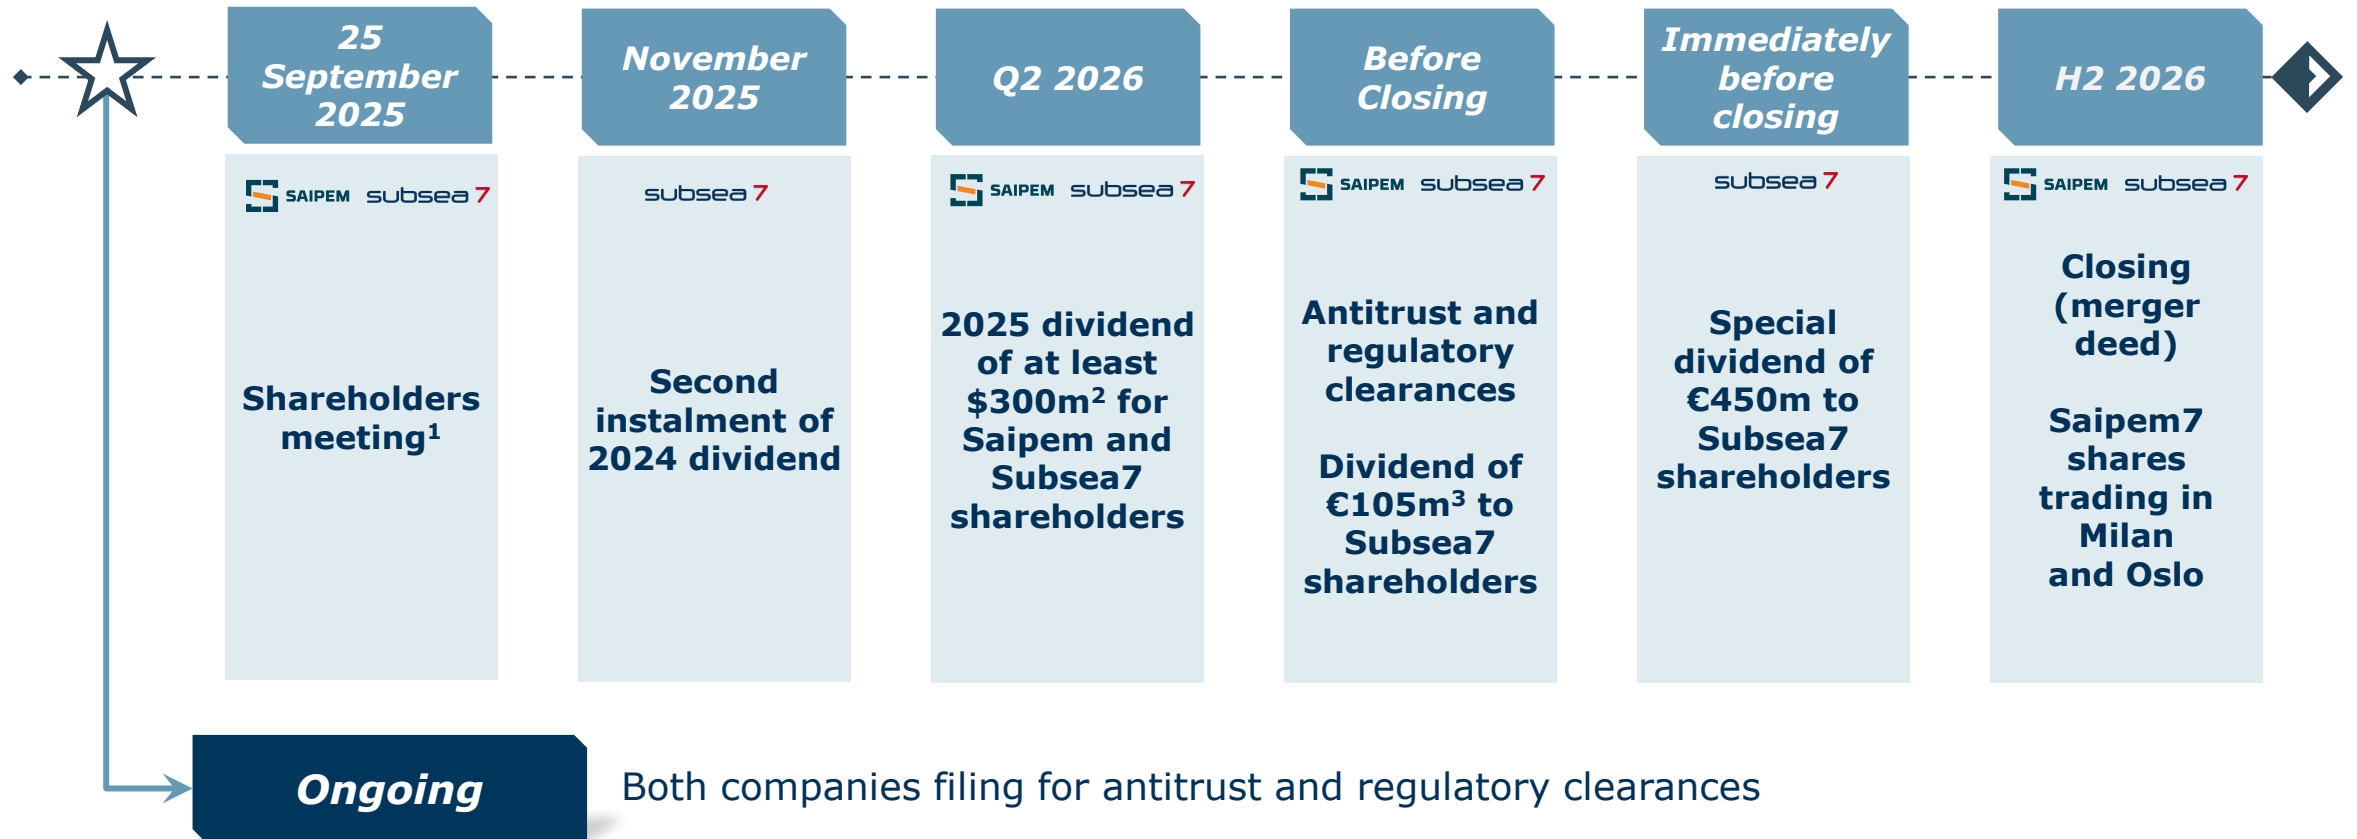 25
September
2025
SAIPEM subsea 7
Shareholders
meeting¹
November
2025
subsea 7
Second
instalment of
2024 dividend
Q2 2026
SAIPEM subsea 7
2025 dividend
of at least
$300m² for
Saipem and
Subsea7
shareholders
Before
Closing
SAIPEM subsea 7
Antitrust and
regulatory
clearances
Dividend of
€105m³ to
Subsea7
shareholders
Immediately
before
closing
subsea 7
Special
dividend of
€450m to
Subsea7
shareholders
H2 2026
SAIPEM subsea 7
Closing
(merger
deed)
Saipem7
shares
trading in
Milan
and Oslo
Ongoing
Both companies filing for antitrust and regulatory clearances